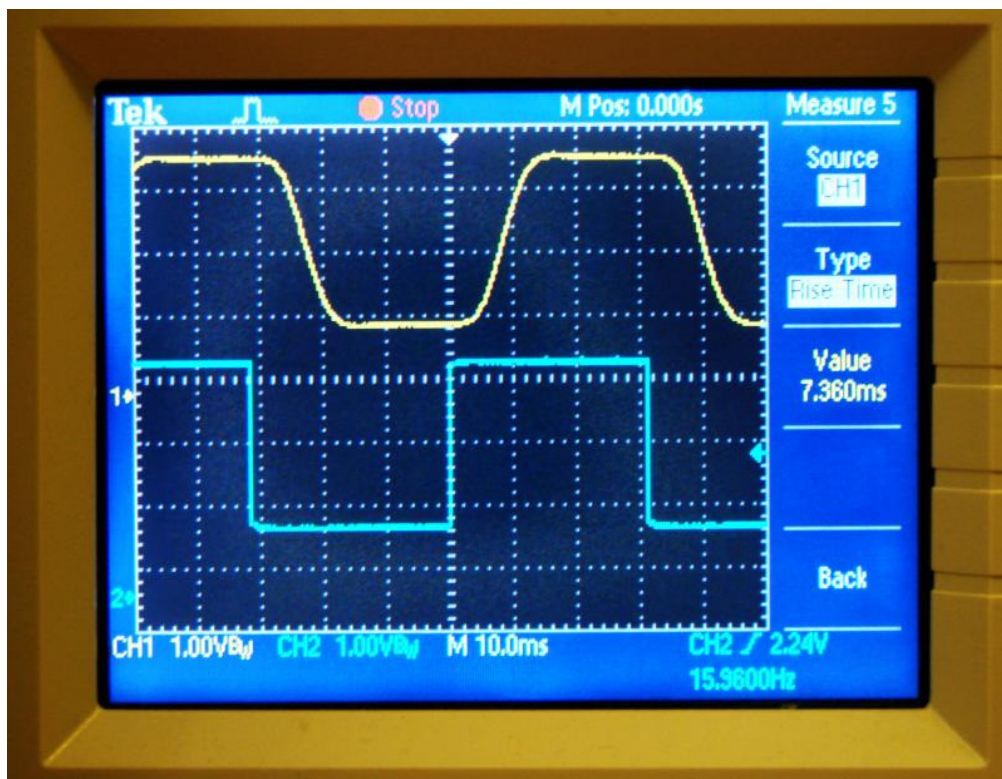 Tek Stop M Pos: 0.000s Measure 5
Source
CH1
Type
Rise Time
Value
7.360ms
1
Back
2
CH1 1.00VBW CH2 1.00VBW M 10.0ms CH2 2.24V
15.9600Hz